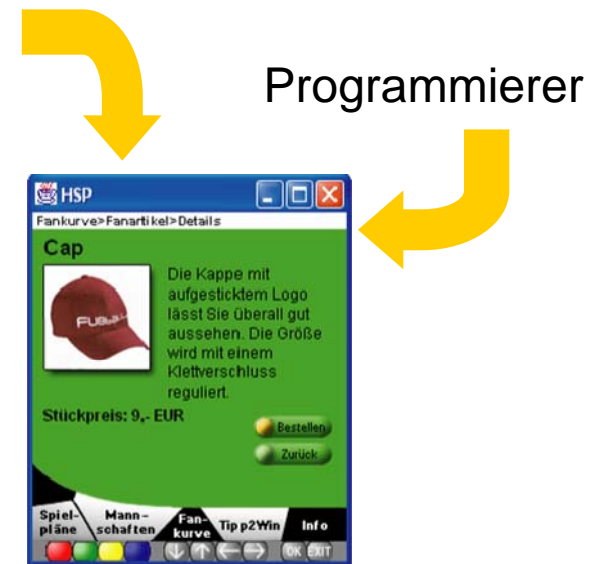 Programmierer
HSP
Fankurve>Fanartikel>Details
Cap
Die Kappe mit
aufgesticktem Logo
lässt Sie überall gut
aussehen. Die Größe
wird mit einem
Klettverschluss
reguliert.
Stückpreis: 9,- EUR
Bestellen
Zurück
Spiel-
pläne
Mann-
schaften
Fan-
kurve
Tip p2Win
Info
OK
EXIT